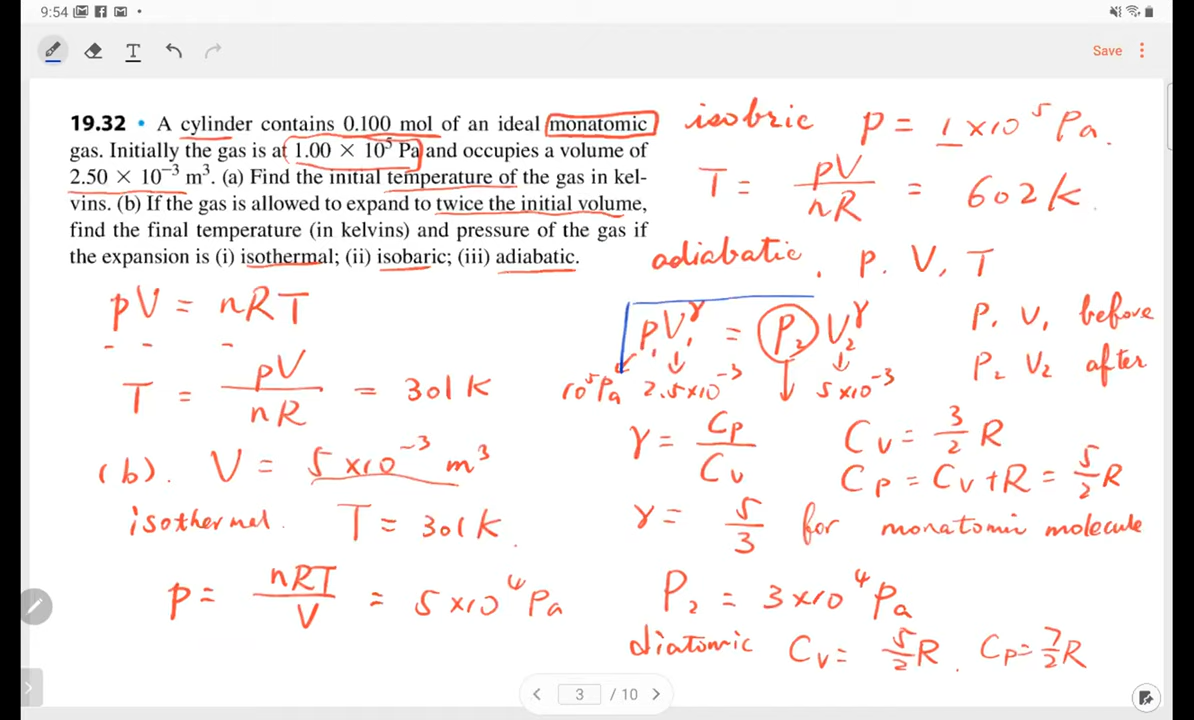 9:54
Save
19.32 • A cylinder contains 0.100 mol of an ideal monatomic
gas. Initially the gas is at 1.00 × 10⁵ Pa and occupies a volume of
2.50 × 10⁻³ m³. (a) Find the initial temperature of the gas in kel-
vins. (b) If the gas is allowed to expand to twice the initial volume,
find the final temperature (in kelvins) and pressure of the gas if
the expansion is (i) isothermal; (ii) isobaric; (iii) adiabatic.
pV = nRT
T = pV/nR = 301 K
(b). V = 5 × 10⁻³ m³
isothermal. T = 301 K.
p = nRT/V = 5 × 10⁴ Pa
isobric p = 1 × 10⁵ Pa.
T = pV/nR = 602 K.
adiabatic. p. V, T
P₁V₁^γ = P₂V₂^γ
P₁ V₁ before
10⁵ Pa 2.5 × 10⁻³ 5 × 10⁻³
P₂ V₂ after
γ = Cp/Cv Cv = 3/2 R
Cp = Cv + R = 5/2 R
γ = 5/3 for monatomic molecule
P₂ = 3 × 10⁴ Pa
diatomic Cv = 5/2 R. Cp = 7/2 R
3 / 10